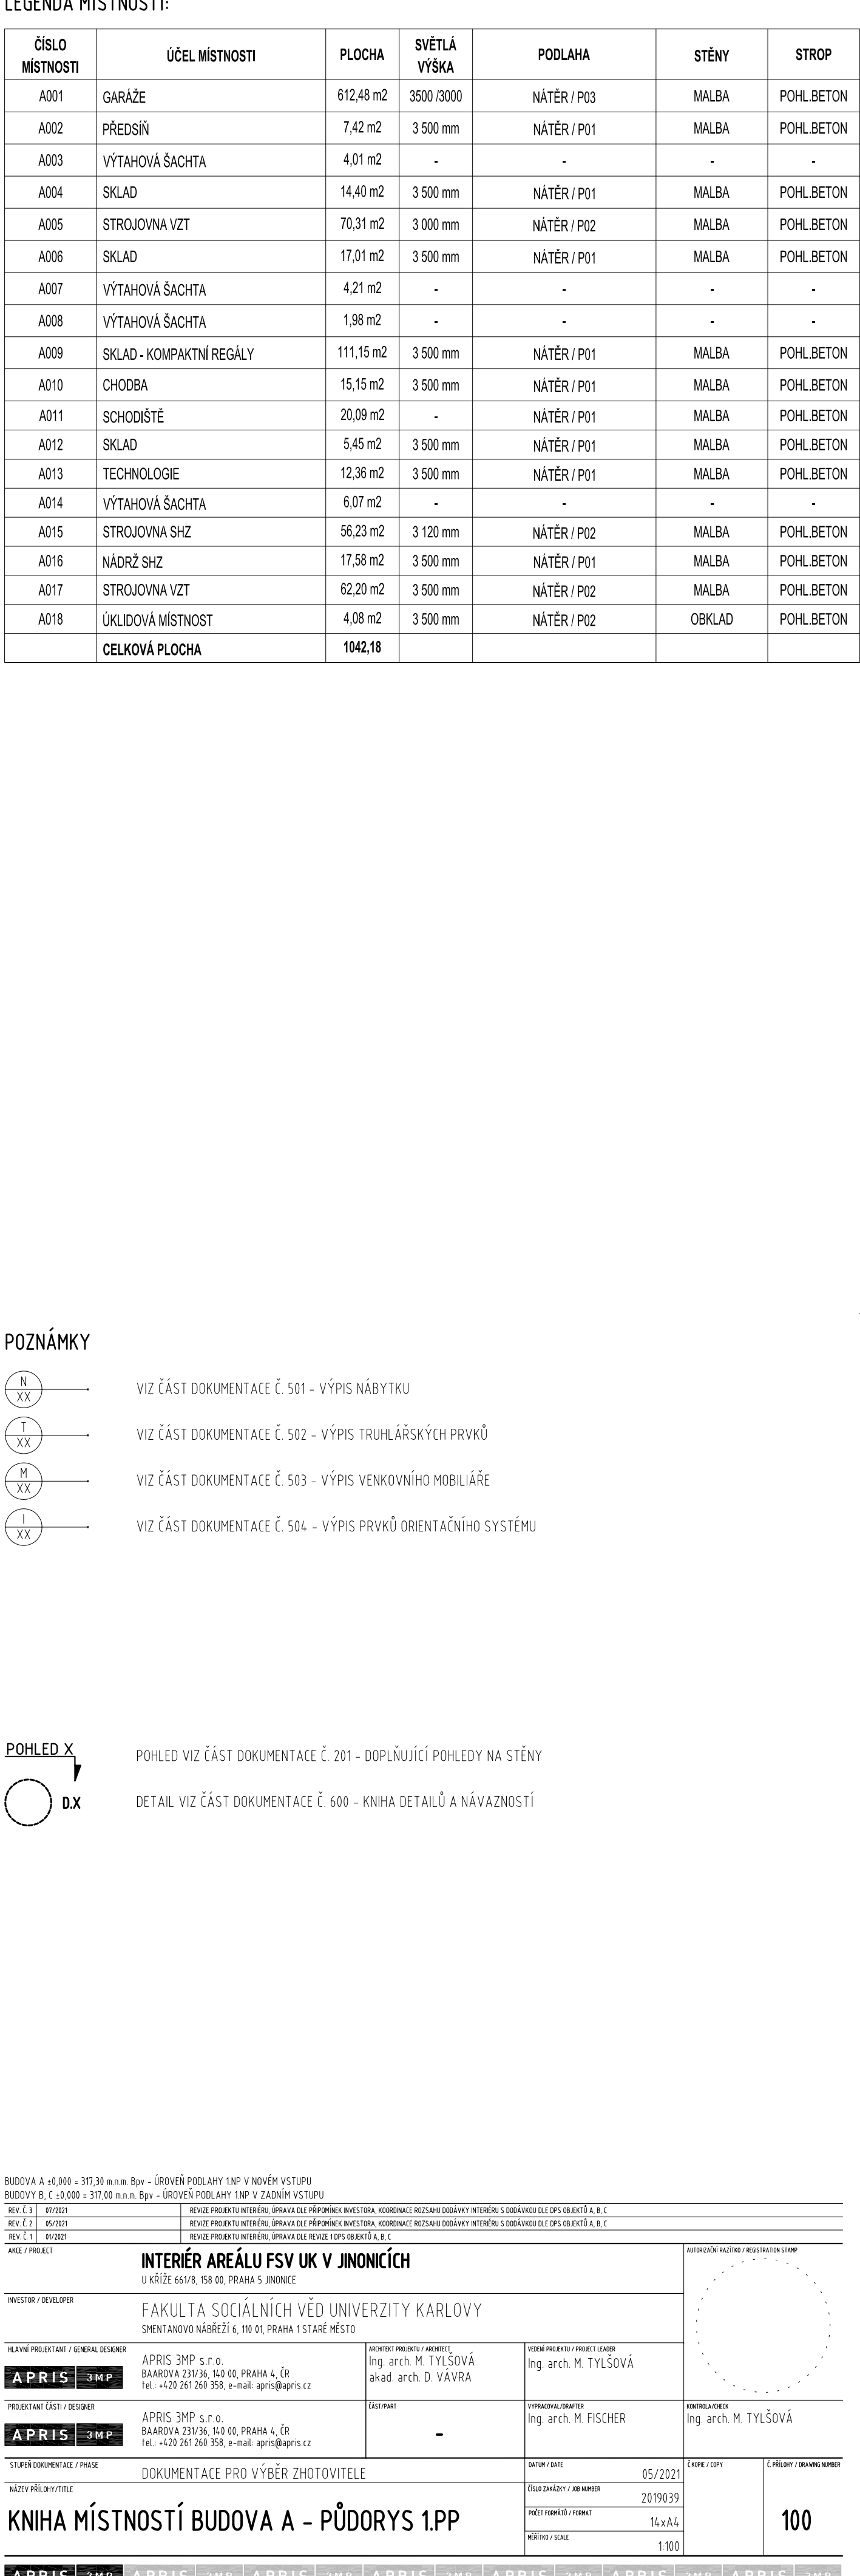 LEGENDA MÍSTNOSTÍ:
ČÍSLO MÍSTNOSTI ÚČEL MÍSTNOSTI PLOCHA SVĚTLÁ VÝŠKA PODLAHA STĚNY STROP
A001 GARÁŽE 612,48 m2 3500 /3000 NÁTĚR / P03 MALBA POHL.BETON
A002 PŘEDSÍŇ 7,42 m2 3 500 mm NÁTĚR / P01 MALBA POHL.BETON
A003 VÝTAHOVÁ ŠACHTA 4,01 m2 - - - -
A004 SKLAD 14,40 m2 3 500 mm NÁTĚR / P01 MALBA POHL.BETON
A005 STROJOVNA VZT 70,31 m2 3 000 mm NÁTĚR / P02 MALBA POHL.BETON
A006 SKLAD 17,01 m2 3 500 mm NÁTĚR / P01 MALBA POHL.BETON
A007 VÝTAHOVÁ ŠACHTA 4,21 m2 - - - -
A008 VÝTAHOVÁ ŠACHTA 1,98 m2 - - - -
A009 SKLAD - KOMPAKTNÍ REGÁLY 111,15 m2 3 500 mm NÁTĚR / P01 MALBA POHL.BETON
A010 CHODBA 15,15 m2 3 500 mm NÁTĚR / P01 MALBA POHL.BETON
A011 SCHODIŠTĚ 20,09 m2 - NÁTĚR / P01 MALBA POHL.BETON
A012 SKLAD 5,45 m2 3 500 mm NÁTĚR / P01 MALBA POHL.BETON
A013 TECHNOLOGIE 12,36 m2 3 500 mm NÁTĚR / P01 MALBA POHL.BETON
A014 VÝTAHOVÁ ŠACHTA 6,07 m2 - - - -
A015 STROJOVNA SHZ 56,23 m2 3 120 mm NÁTĚR / P02 MALBA POHL.BETON
A016 NÁDRŽ SHZ 17,58 m2 3 500 mm NÁTĚR / P01 MALBA POHL.BETON
A017 STROJOVNA VZT 62,20 m2 3 500 mm NÁTĚR / P02 MALBA POHL.BETON
A018 ÚKLIDOVÁ MÍSTNOST 4,08 m2 3 500 mm NÁTĚR / P02 OBKLAD POHL.BETON
CELKOVÁ PLOCHA 1042,18
POZNÁMKY
N
XX VIZ ČÁST DOKUMENTACE Č. 501 - VÝPIS NÁBYTKU
T
XX VIZ ČÁST DOKUMENTACE Č. 502 - VÝPIS TRUHLÁŘSKÝCH PRVKŮ
M
XX VIZ ČÁST DOKUMENTACE Č. 503 - VÝPIS VENKOVNÍHO MOBILIÁŘE
I
XX VIZ ČÁST DOKUMENTACE Č. 504 - VÝPIS PRVKŮ ORIENTAČNÍHO SYSTÉMU
POHLED X POHLED VIZ ČÁST DOKUMENTACE Č. 201 - DOPLŇUJÍCÍ POHLEDY NA STĚNY
D.X DETAIL VIZ ČÁST DOKUMENTACE Č. 600 - KNIHA DETAILŮ A NÁVAZNOSTÍ
BUDOVA A ±0,000 = 317,30 m.n.m. Bpv - ÚROVEŇ PODLAHY 1.NP V NOVÉM VSTUPU
BUDOVY B, C ±0,000 = 317,00 m.n.m. Bpv - ÚROVEŇ PODLAHY 1.NP V ZADNÍM VSTUPU
REV. Č. 3 07/2021 REVIZE PROJEKTU INTERIÉRU, ÚPRAVA DLE PŘIPOMÍNEK INVESTORA, KOORDINACE ROZSAHU DODÁVKY INTERIÉRU S DODÁVKOU DLE DPS OBJEKTŮ A, B, C
REV. Č. 2 05/2021 REVIZE PROJEKTU INTERIÉRU, ÚPRAVA DLE PŘIPOMÍNEK INVESTORA, KOORDINACE ROZSAHU DODÁVKY INTERIÉRU S DODÁVKOU DLE DPS OBJEKTŮ A, B, C
REV. Č. 1 01/2021 REVIZE PROJEKTU INTERIÉRU, ÚPRAVA DLE REVIZE 1 DPS OBJEKTŮ A, B, C
AKCE / PROJECT INTERIÉR AREÁLU FSV UK V JINONICÍCH AUTORIZAČNÍ RAZÍTKO / REGISTRATION STAMP
U KŘÍŽE 661/8, 158 00, PRAHA 5 JINONICE
INVESTOR / DEVELOPER FAKULTA SOCIÁLNÍCH VĚD UNIVERZITY KARLOVY
SMENTANOVO NÁBŘEŽÍ 6, 110 01, PRAHA 1 STARÉ MĚSTO
HLAVNÍ PROJEKTANT / GENERAL DESIGNER ARCHITEKT PROJEKTU / ARCHITECT VEDENÍ PROJEKTU / PROJECT LEADER
APRIS 3MP s.r.o. Ing. arch. M. TYLŠOVÁ Ing. arch. M. TYLŠOVÁ
APRIS 3MP BAAROVA 231/36, 140 00, PRAHA 4, ČR akad. arch. D. VÁVRA
tel.: +420 261 260 358, e-mail: apris@apris.cz
PROJEKTANT ČÁSTI / DESIGNER ČÁST/PART VYPRACOVAL/DRAFTER KONTROLA/CHECK
APRIS 3MP s.r.o. - Ing. arch. M. FISCHER Ing. arch. M. TYLŠOVÁ
APRIS 3MP BAAROVA 231/36, 140 00, PRAHA 4, ČR
tel.: +420 261 260 358, e-mail: apris@apris.cz
STUPEŇ DOKUMENTACE / PHASE DOKUMENTACE PRO VÝBĚR ZHOTOVITELE DATUM / DATE 05/2021 Č.KOPIE / COPY Č. PŘÍLOHY / DRAWING NUMBER
NÁZEV PŘÍLOHY/TITLE ČÍSLO ZAKÁZKY / JOB NUMBER 2019039
KNIHA MÍSTNOSTÍ BUDOVA A - PŮDORYS 1.PP POČET FORMÁTŮ / FORMAT 14xA4 100
MĚŘÍTKO / SCALE 1:100
APRIS 3MP APRIS 3MP APRIS 3MP APRIS 3MP APRIS 3MP APRIS 3MP APRIS